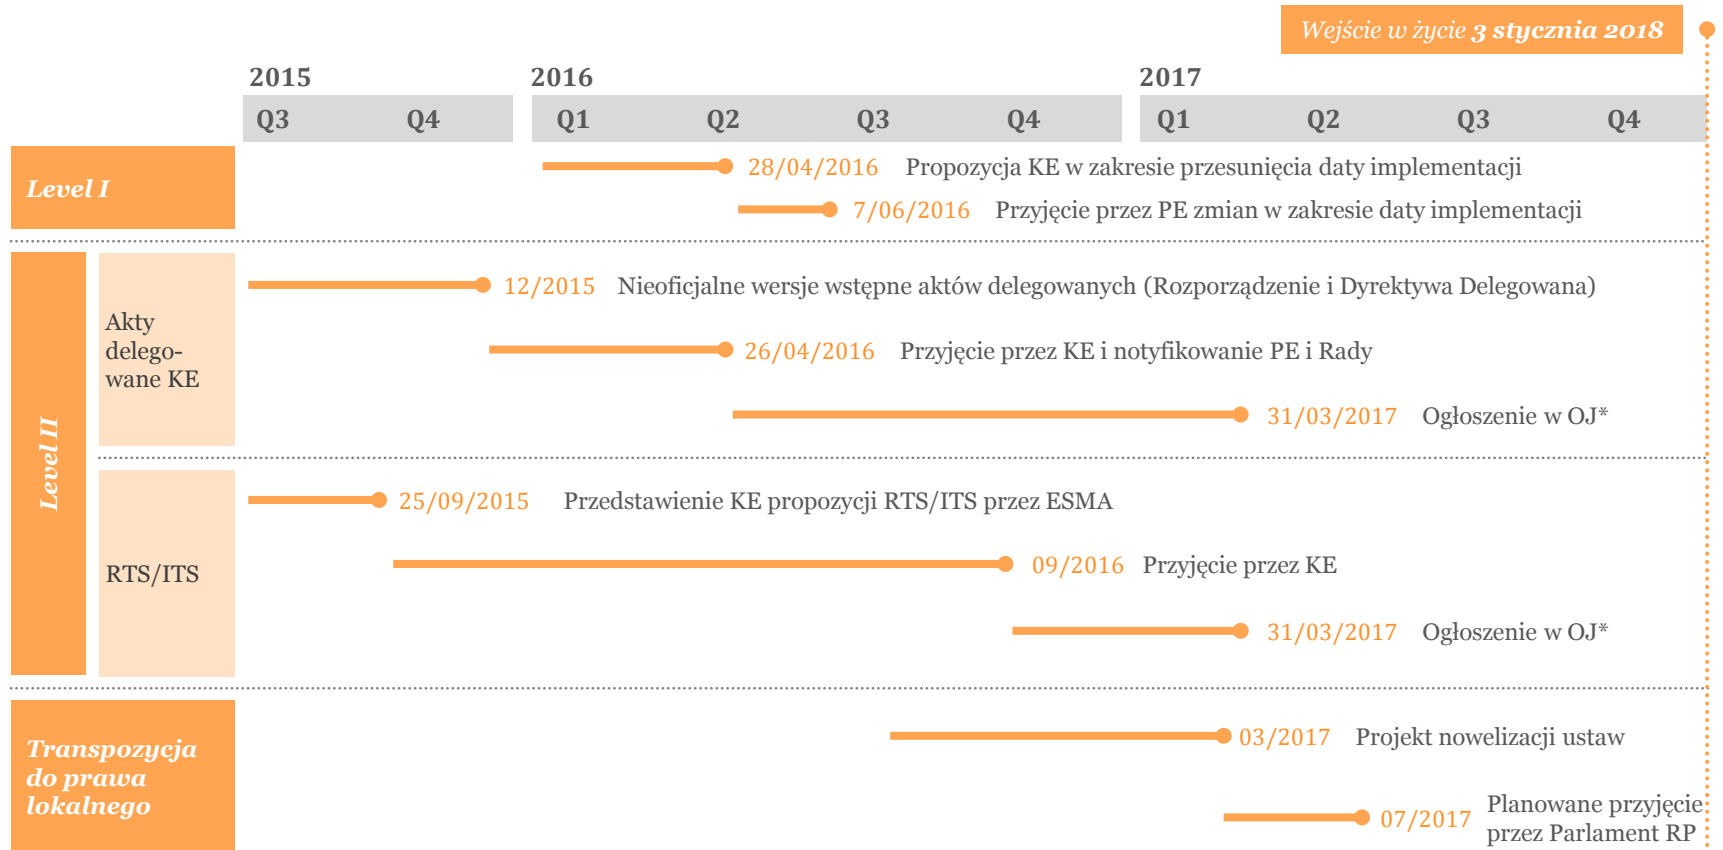 Wejście w życie 3 stycznia 2018
2015 2016 2017
Q3 Q4 Q1 Q2 Q3 Q4 Q1 Q2 Q3 Q4
Level I
28/04/2016 Propozycja KE w zakresie przesunięcia daty implementacji
7/06/2016 Przyjęcie przez PE zmian w zakresie daty implementacji
Level II
Akty
delego-
wane KE
12/2015 Nieoficjalne wersje wstępne aktów delegowanych (Rozporządzenie i Dyrektywa Delegowana)
26/04/2016 Przyjęcie przez KE i notyfikowanie PE i Rady
31/03/2017 Ogłoszenie w OJ*
RTS/ITS
25/09/2015 Przedstawienie KE propozycji RTS/ITS przez ESMA
09/2016 Przyjęcie przez KE
31/03/2017 Ogłoszenie w OJ*
Transpozycja
do prawa
lokalnego
03/2017 Projekt nowelizacji ustaw
07/2017 Planowane przyjęcie
przez Parlament RP